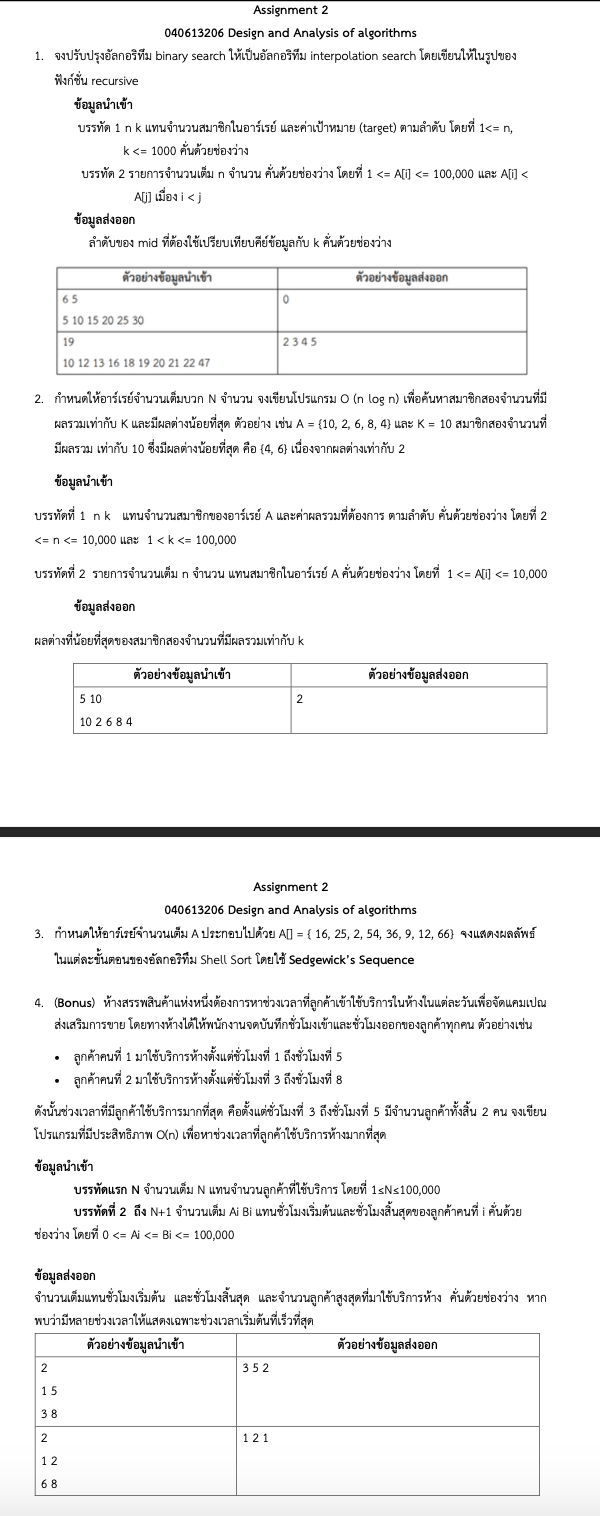 Assignment 2
040613206 Design and Analysis of algorithms
1. จงปรับปรุงอัลกอริทึม binary search ให้เป็นอัลกอริทึม interpolation search โดยเขียนให้ในรูปของ
ฟังก์ชั่น recursive
ข้อมูลนำเข้า
บรรทัด 1 n k แทนจำนวนสมาชิกในอาร์เรย์ และค่าเป้าหมาย (target) ตามลำดับ โดยที่ 1<= n,
k <= 1000 คั่นด้วยช่องว่าง
บรรทัด 2 รายการจำนวนเต็ม n จำนวน คั่นด้วยช่องว่าง โดยที่ 1 <= A[i] <= 100,000 และ A[i] <
A[j] เมื่อง i < j
ข้อมูลส่งออก
ลำดับของ mid ที่ต้องใช้เปรียบเทียบคีย์ข้อมูลกับ k คั่นด้วยช่องว่าง
ตัวอย่างข้อมูลนำเข้า ตัวอย่างข้อมูลส่งออก
6 5 0
5 10 15 20 25 30
19 2 3 4 5
10 12 13 16 18 19 20 21 22 47
2. กำหนดให้อาร์เรย์จำนวนเต็มบวก N จำนวน จงเขียนโปรแกรม O (n log n) เพื่อค้นหาสมาชิกสองจำนวนที่มี
ผลรวมเท่ากับ K และมีผลต่างน้อยที่สุด ตัวอย่าง เช่น A = {10, 2, 6, 8, 4} และ K = 10 สมาชิกสองจำนวนที่
มีผลรวม เท่ากับ 10 ซึ่งมีผลต่างน้อยที่สุด คือ {4, 6} เนื่องจากผลต่างเท่ากับ 2
ข้อมูลนำเข้า
บรรทัดที่ 1 n k แทนจำนวนสมาชิกของอาร์เรย์ A และค่าผลรวมที่ต้องการ ตามลำดับ คั่นด้วยช่องว่าง โดยที่ 2
<= n <= 10,000 และ 1 < k <= 100,000
บรรทัดที่ 2 รายการจำนวนเต็ม n จำนวน แทนสมาชิกในอาร์เรย์ A คั่นด้วยช่องว่าง โดยที่ 1 <= A[i] <= 10,000
ข้อมูลส่งออก
ผลต่างที่น้อยที่สุดของสมาชิกสองจำนวนที่มีผลรวมเท่ากับ k
ตัวอย่างข้อมูลนำเข้า ตัวอย่างข้อมูลส่งออก
5 10 2
10 2 6 8 4
Assignment 2
040613206 Design and Analysis of algorithms
3. กำหนดให้อาร์เรย์จำนวนเต็ม A ประกอบไปด้วย A[] = { 16, 25, 2, 54, 36, 9, 12, 66} จงแสดงผลลัพธ์
ในแต่ละขั้นตอนของอัลกอริทึม Shell Sort โดยใช้ Sedgewick's Sequence
4. (Bonus) ห้างสรรพสินค้าแห่งหนึ่งต้องการหาช่วงเวลาที่ลูกค้าเข้าใช้บริการในห้างในแต่ละวันเพื่อจัดแคมเปณ
ส่งเสริมการขาย โดยทางห้างได้ให้พนักงานจดบันทึกชั่วโมงเข้าและชั่วโมงออกของลูกค้าทุกคน ตัวอย่างเช่น
• ลูกค้าคนที่ 1 มาใช้บริการห้างตั้งแต่ชั่วโมงที่ 1 ถึงชั่วโมงที่ 5
• ลูกค้าคนที่ 2 มาใช้บริการห้างตั้งแต่ชั่วโมงที่ 3 ถึงชั่วโมงที่ 8
ดังนั้นช่วงเวลาที่มีลูกค้าใช้บริการมากที่สุด คือตั้งแต่ชั่วโมงที่ 3 ถึงชั่วโมงที่ 5 มีจำนวนลูกค้าทั้งสิ้น 2 คน จงเขียน
โปรแกรมที่มีประสิทธิภาพ O(n) เพื่อหาช่วงเวลาที่ลูกค้าใช้บริการห้างมากที่สุด
ข้อมูลนำเข้า
บรรทัดแรก N จำนวนเต็ม N แทนจำนวนลูกค้าที่ใช้บริการ โดยที่ 1≤N≤100,000
บรรทัดที่ 2 ถึง N+1 จำนวนเต็ม Ai Bi แทนชั่วโมงเริ่มต้นและชั่วโมงสิ้นสุดของลูกค้าคนที่ i คั่นด้วย
ช่องว่าง โดยที่ 0 <= Ai <= Bi <= 100,000
ข้อมูลส่งออก
จำนวนเต็มแทนชั่วโมงเริ่มต้น และชั่วโมงสิ้นสุด และจำนวนลูกค้าสูงสุดที่มาใช้บริการห้าง คั่นด้วยช่องว่าง หาก
พบว่ามีหลายช่วงเวลาให้แสดงเฉพาะช่วงเวลาเริ่มต้นที่เร็วที่สุด
ตัวอย่างข้อมูลนำเข้า ตัวอย่างข้อมูลส่งออก
2 3 5 2
1 5
3 8
2 1 2 1
1 2
6 8